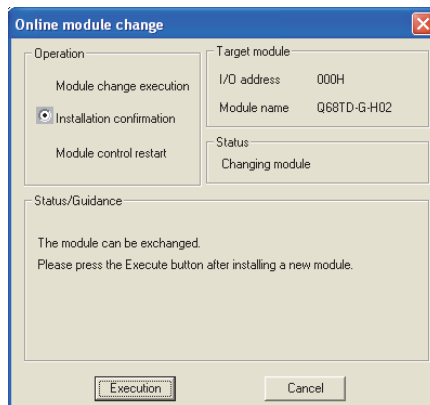 Online module change
Operation
Module change execution
Installation confirmation
Module control restart
Target module
I/O address 000H
Module name Q68TD-G-H02
Status
Changing module
Status/Guidance
The module can be exchanged.
Please press the Execute button after installing a new module.
Execution Cancel